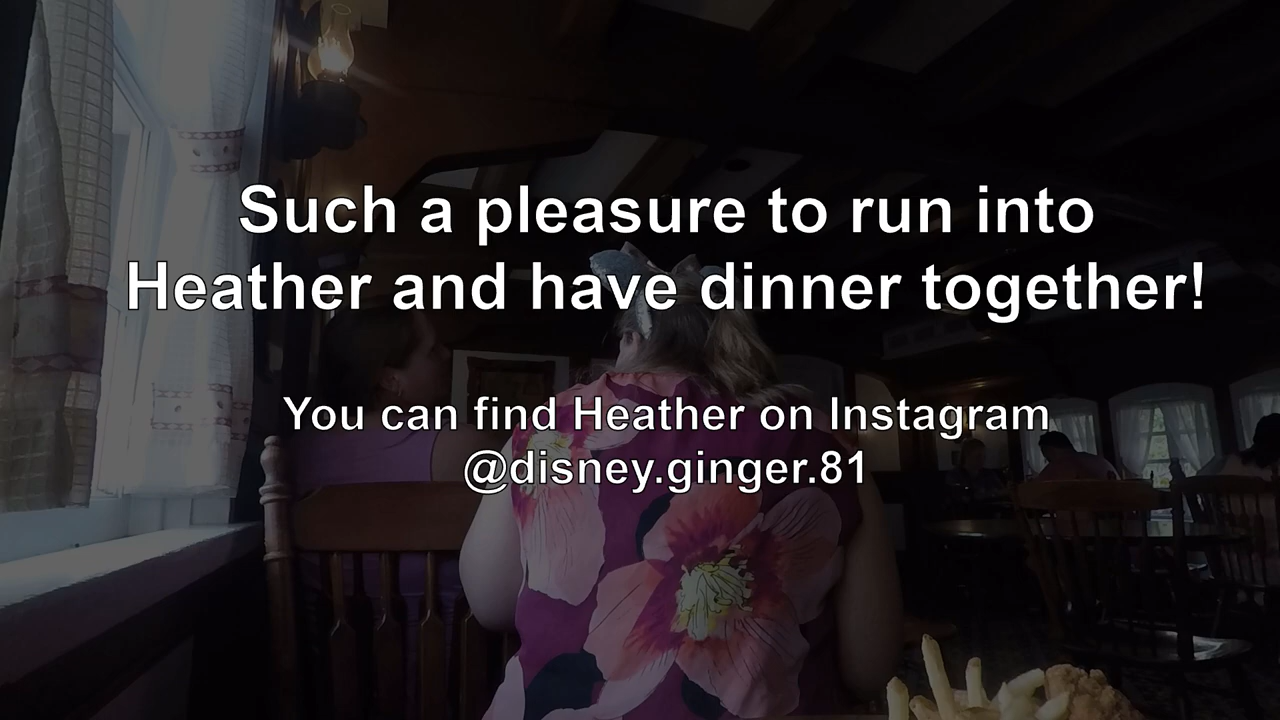 Such a pleasure to run into
Heather and have dinner together!
You can find Heather on Instagram
@disney.ginger.81